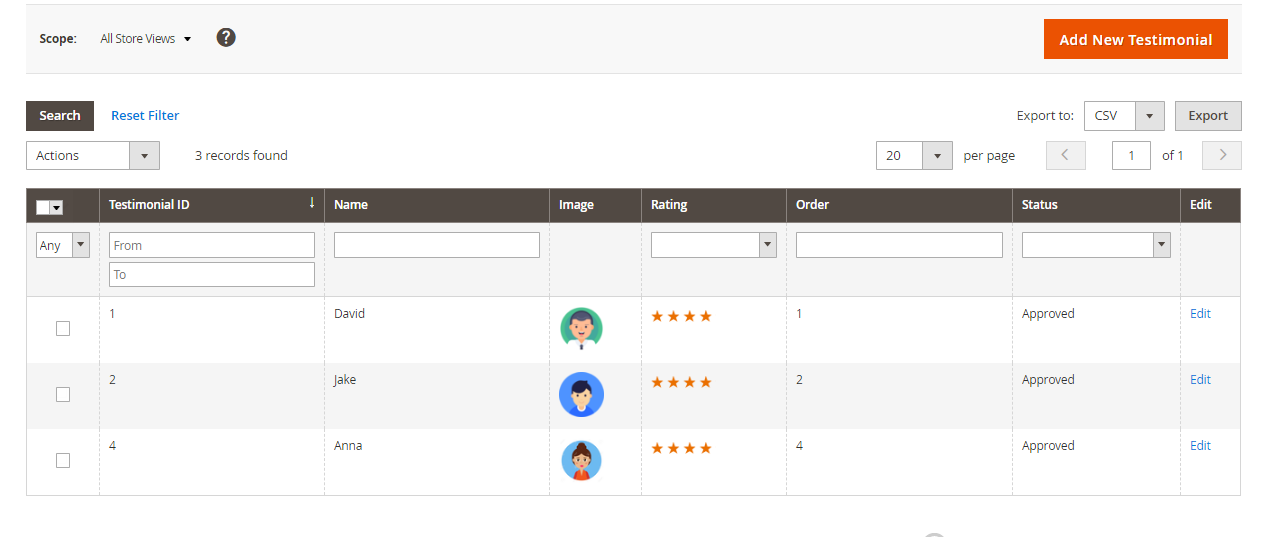 Scope: All Store Views ? Add New Testimonial
Search Reset Filter Export to: CSV Export
Actions 3 records found 20 per page 1 of 1
Testimonial ID Name Image Rating Order Status Edit
Any From
To
1 David 1 Approved Edit
2 Jake 2 Approved Edit
4 Anna 4 Approved Edit